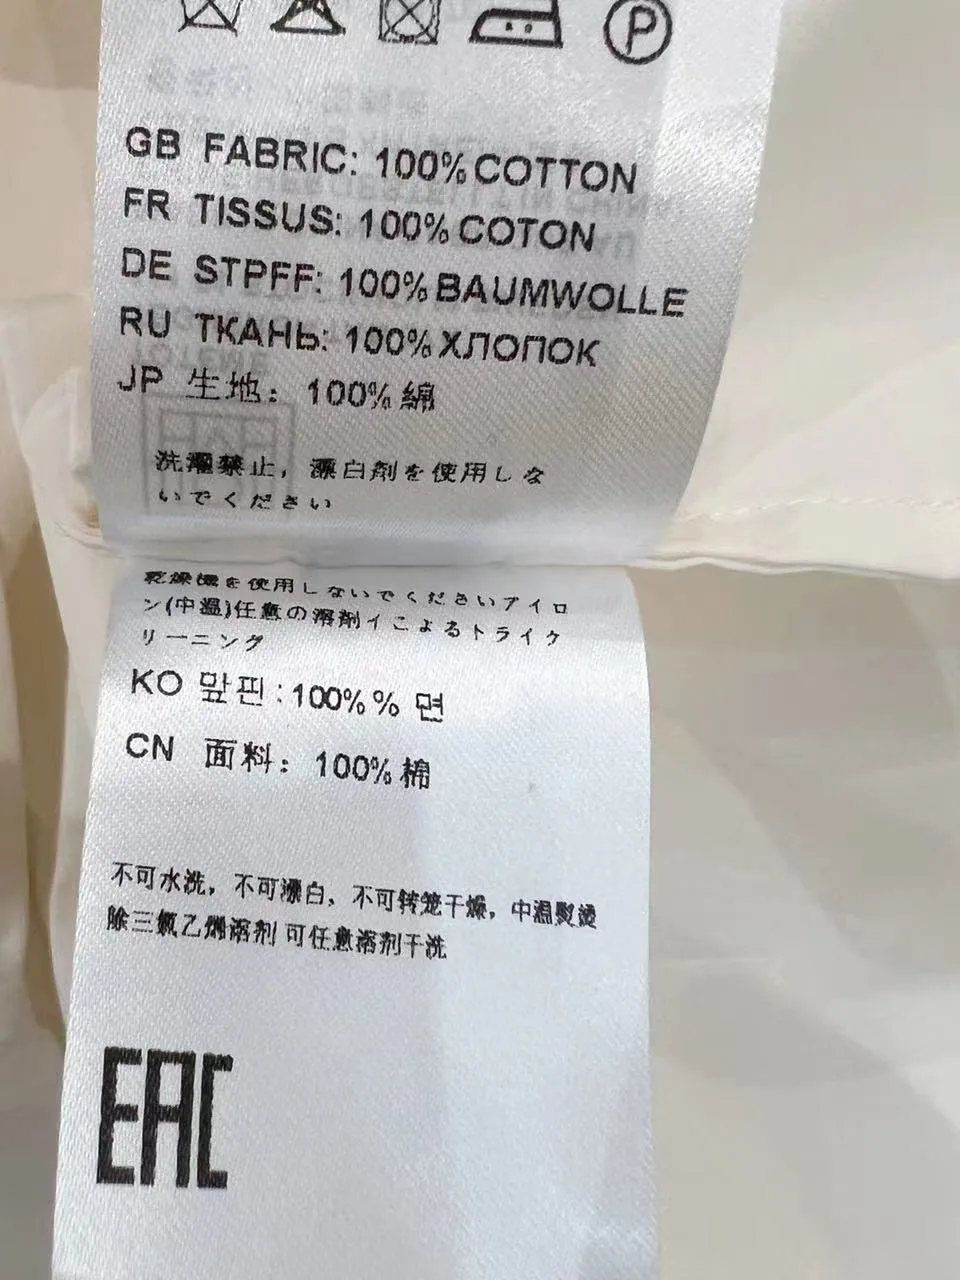 P
GB FABRIC: 100% COTTON
FR TISSUS: 100% COTON
DE STPFF: 100% BAUMWOLLE
RU ТКАНЬ: 100% ХЛОПОК
JP 生地: 100% 綿
洗濯禁止, 漂白剤を使用しな
いでください
乾燥機を使用しないでくださいアイロ
ン(中温)任意の溶剤イこよるトライク
リーニング
KO 맢핀:100%% 면
CN 面料: 100% 棉
不可水洗, 不可漂白, 不可转笼干燥, 中温熨烫
除三氯乙烯溶剂 可任意溶剂干洗
EAC